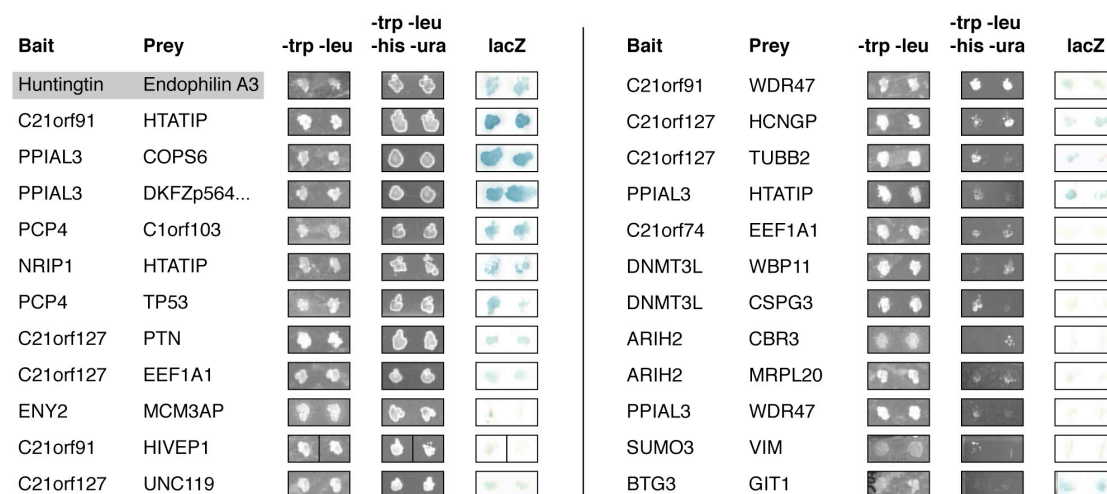 -trp -leu
Bait Prey -trp -leu -his -ura lacZ
Huntingtin Endophilin A3
C21orf91 HTATIP
PPIAL3 COPS6
PPIAL3 DKFZp564...
PCP4 C1orf103
NRIP1 HTATIP
PCP4 TP53
C21orf127 PTN
C21orf127 EEF1A1
ENY2 MCM3AP
C21orf91 HIVEP1
C21orf127 UNC119
-trp -leu
Bait Prey -trp -leu -his -ura lacZ
C21orf91 WDR47
C21orf127 HCNGP
C21orf127 TUBB2
PPIAL3 HTATIP
C21orf74 EEF1A1
DNMT3L WBP11
DNMT3L CSPG3
ARIH2 CBR3
ARIH2 MRPL20
PPIAL3 WDR47
SUMO3 VIM
BTG3 GIT1